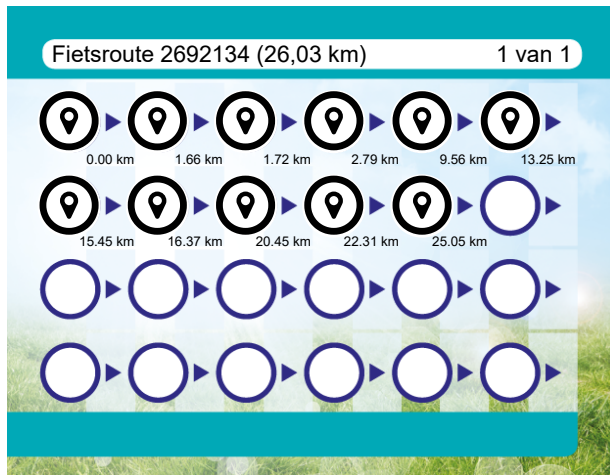 Fietsroute 2692134 (26,03 km) 1 van 1
0.00 km 1.66 km 1.72 km 2.79 km 9.56 km 13.25 km
15.45 km 16.37 km 20.45 km 22.31 km 25.05 km